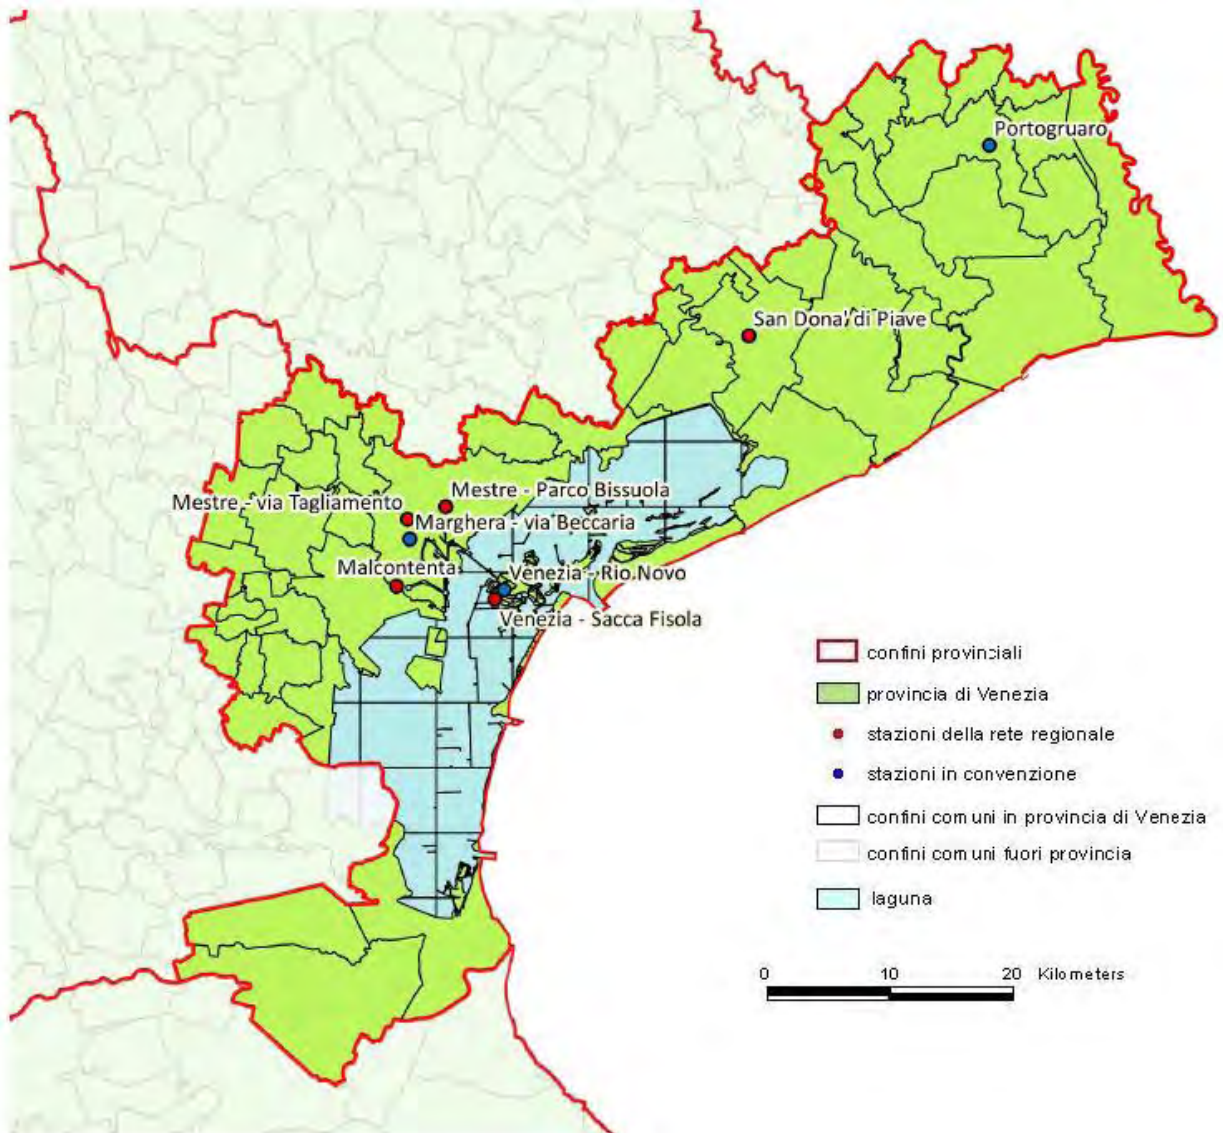 Portogruaro
San Dona' di Piave
Mestre - Parco Bissuola
Mestre - via Tagliamento
Marghera - via Beccaria
Malcontenta
Venezia - Rio Novo
Venezia - Sacca Fisola
confini provinciali
provincia di Venezia
stazioni della rete regionale
stazioni in convenzione
confini comuni in provincia di Venezia
confini comuni fuori provincia
laguna
0 10 20 Kilometers